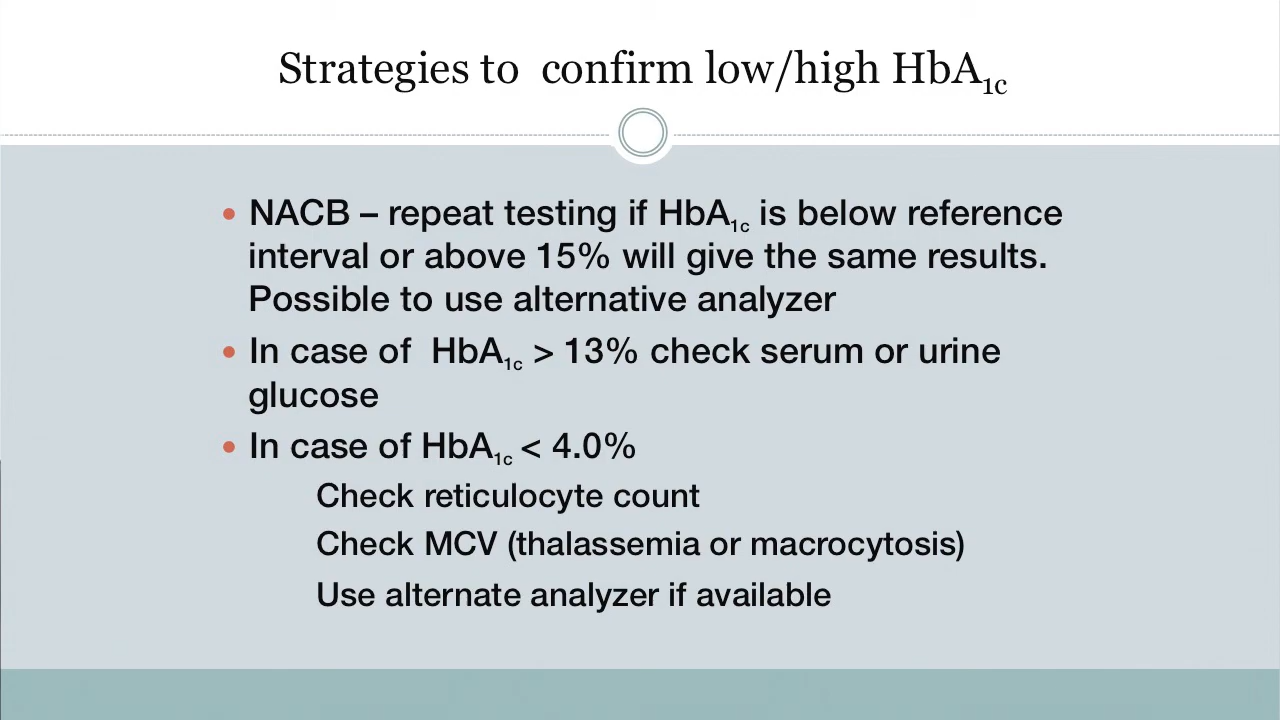 Strategies to confirm low/high HbA1c
NACB – repeat testing if HbA1c is below reference
interval or above 15% will give the same results.
Possible to use alternative analyzer
In case of HbA1c > 13% check serum or urine
glucose
In case of HbA1c < 4.0%
Check reticulocyte count
Check MCV (thalassemia or macrocytosis)
Use alternate analyzer if available